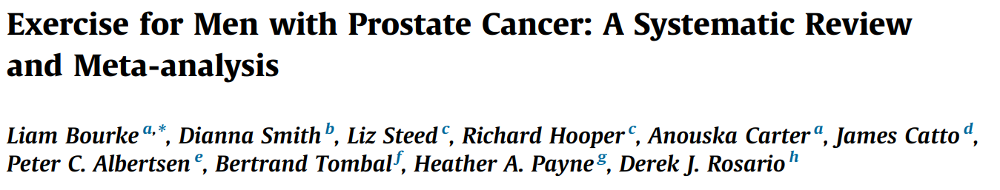 Exercise for Men with Prostate Cancer: A Systematic Review
and Meta-analysis
Liam Bourke a,*, Dianna Smith b, Liz Steed c, Richard Hooper c, Anouska Carter a, James Catto d,
Peter C. Albertsen e, Bertrand Tombal f, Heather A. Payne g, Derek J. Rosario h